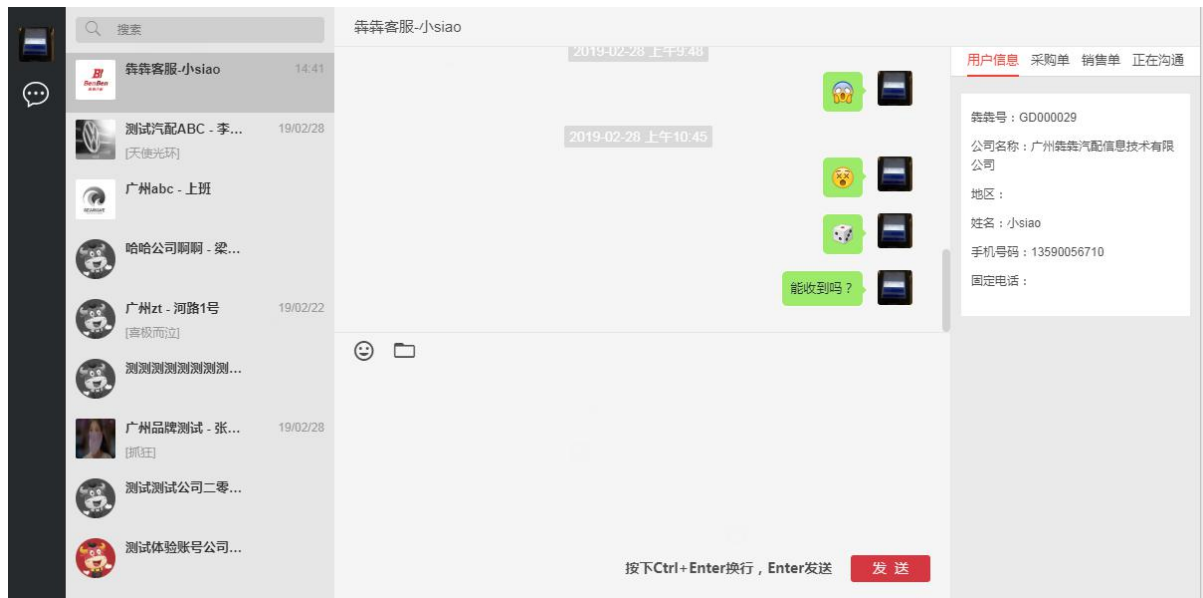 搜索
犇犇客服-小siao
14:41
测试汽配ABC - 李...
19/02/28
[天使光环]
广州abc - 上班
哈哈公司啊啊 - 梁...
广州zt - 河路1号
19/02/22
[喜极而泣]
测测测测测测测测...
广州品牌测试 - 张...
19/02/28
[抓狂]
测试测试公司二零...
测试体验账号公司...
犇犇客服-小siao
2019-02-28 上午9:48
2019-02-28 上午10:45
能收到吗？
按下Ctrl+Enter换行，Enter发送
发 送
用户信息 采购单 销售单 正在沟通
犇犇号：GD000029
公司名称：广州犇犇汽配信息技术有限
公司
地区：
姓名：小siao
手机号码：13590056710
固定电话：